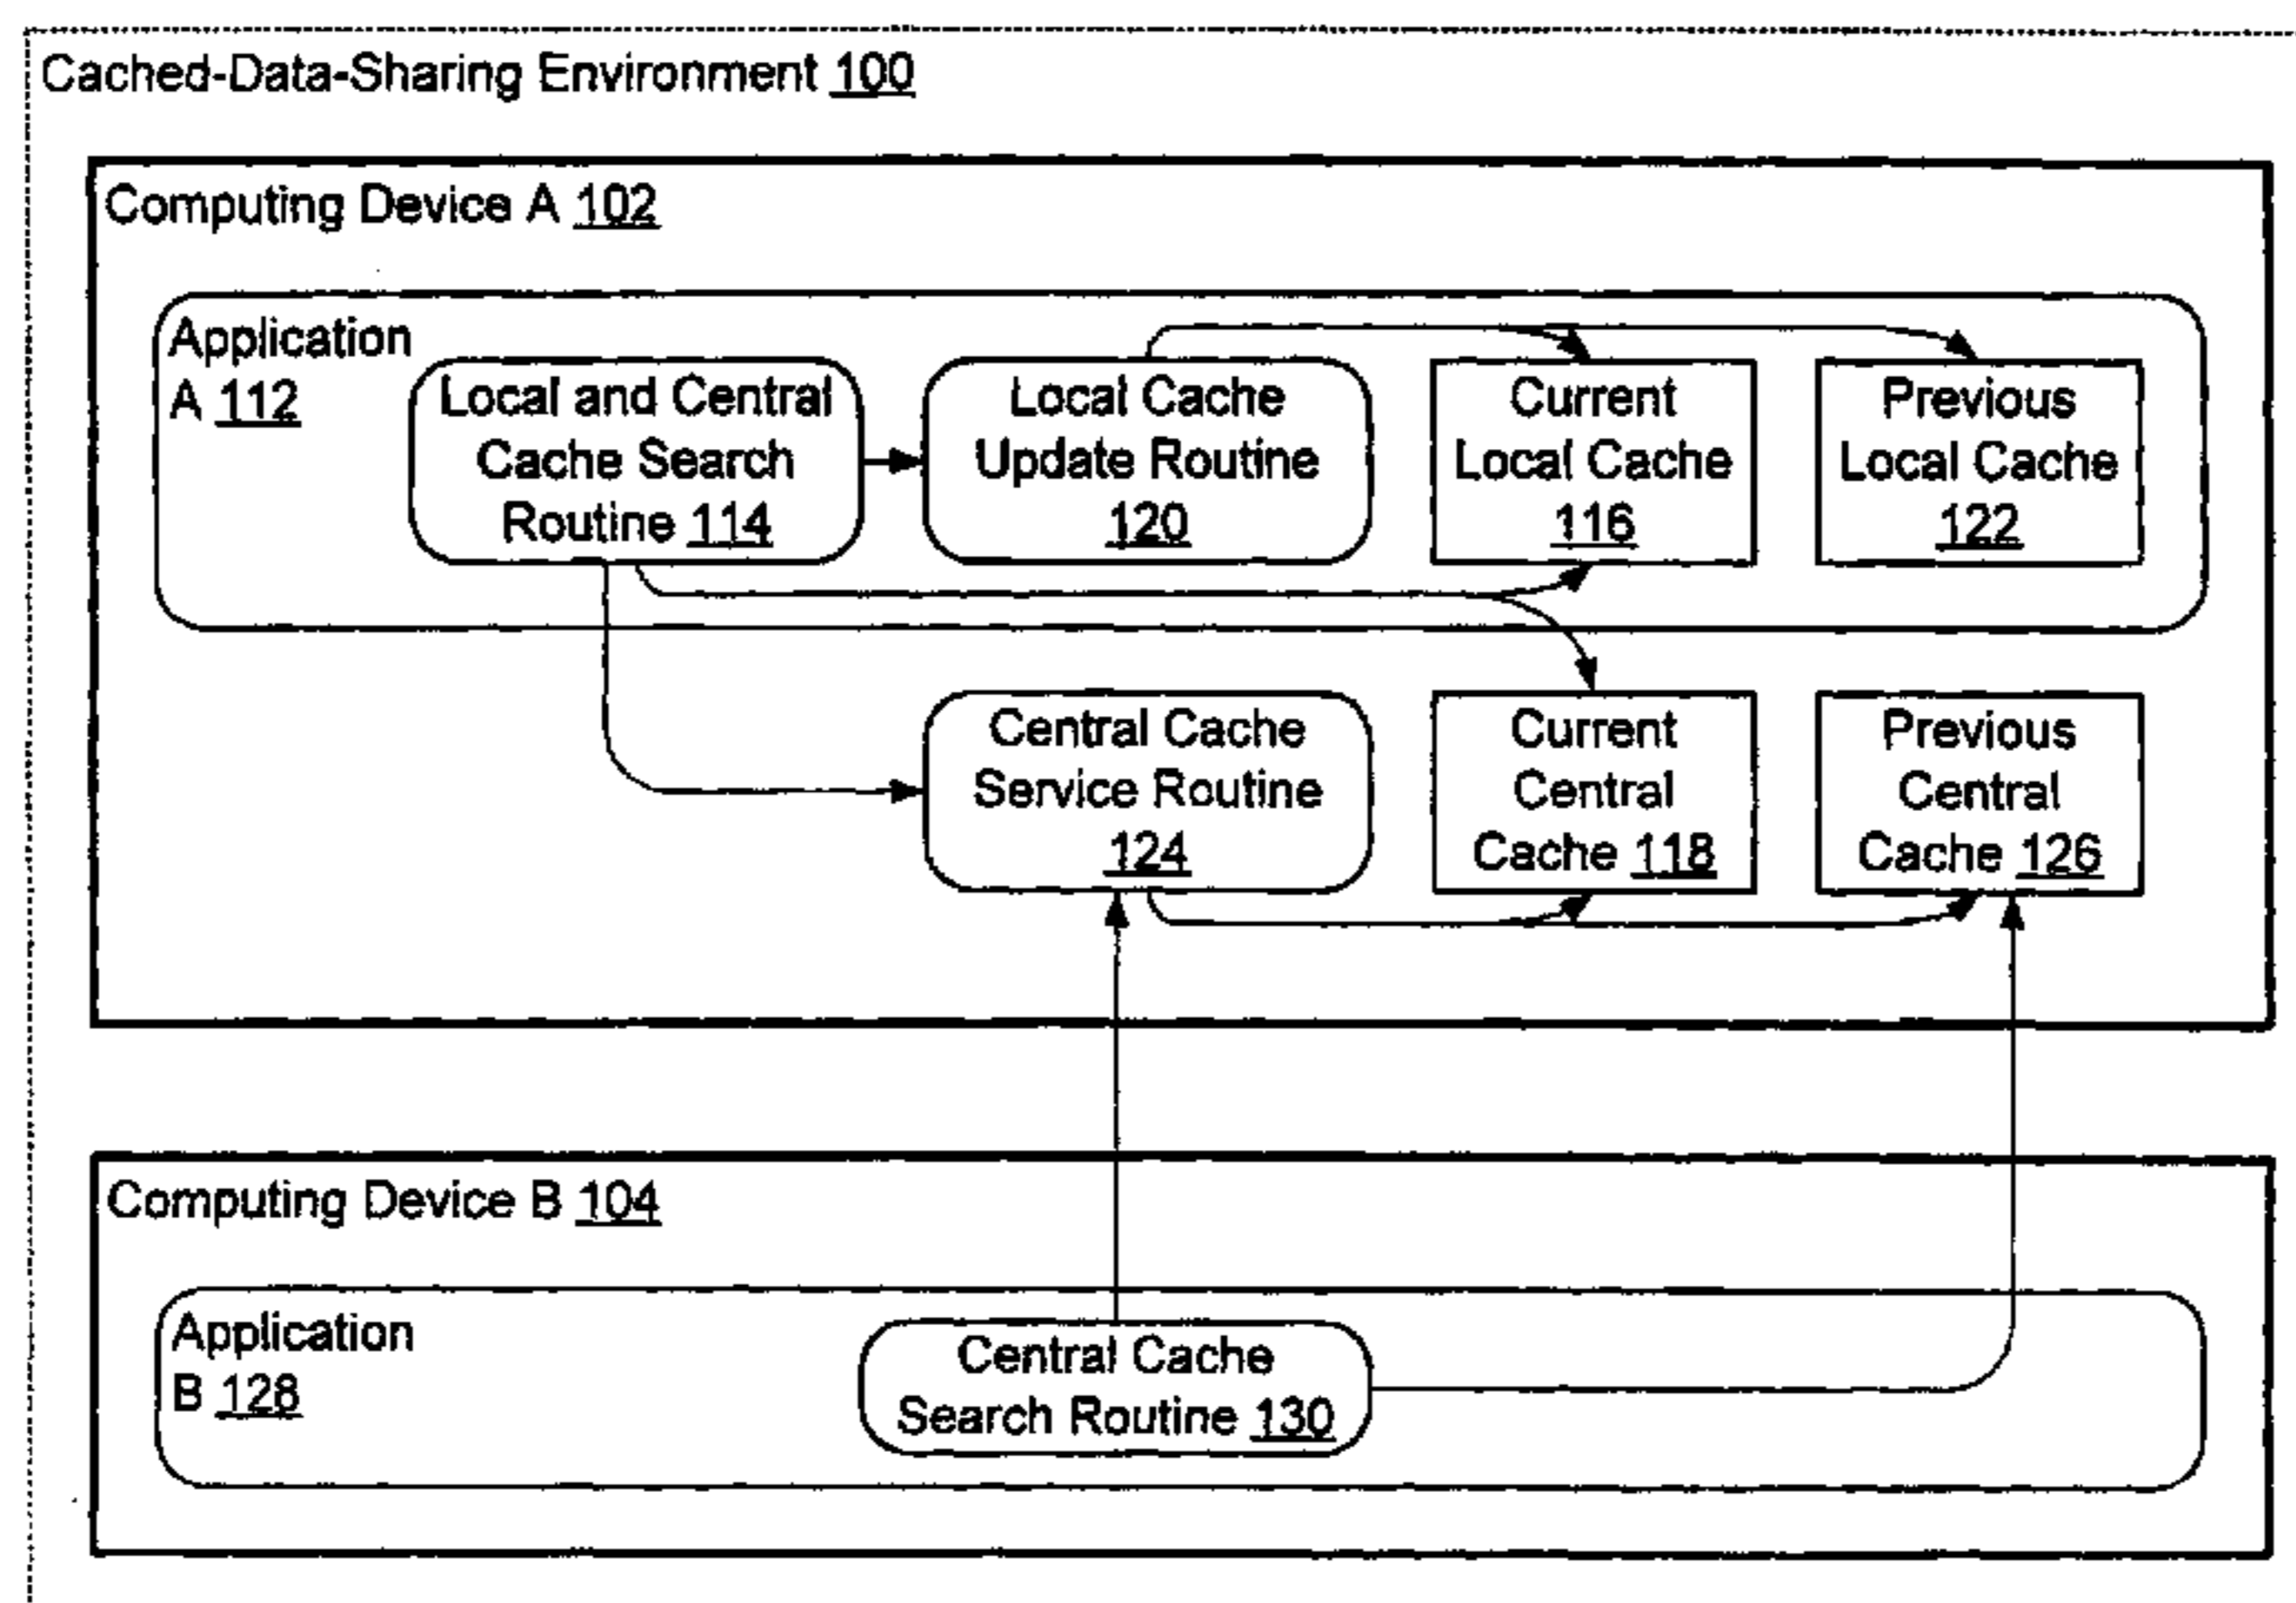 Cached-Data-Sharing Environment 100
Computing Device A 102
Application
A 112
Local and Central
Cache Search
Routine 114
Local Cache
Update Routine
120
Current
Local Cache
116
Previous
Local Cache
122
Central Cache
Service Routine
124
Current
Central
Cache 118
Previous
Central
Cache 126
Computing Device B 104
Application
B 128
Central Cache
Search Routine 130